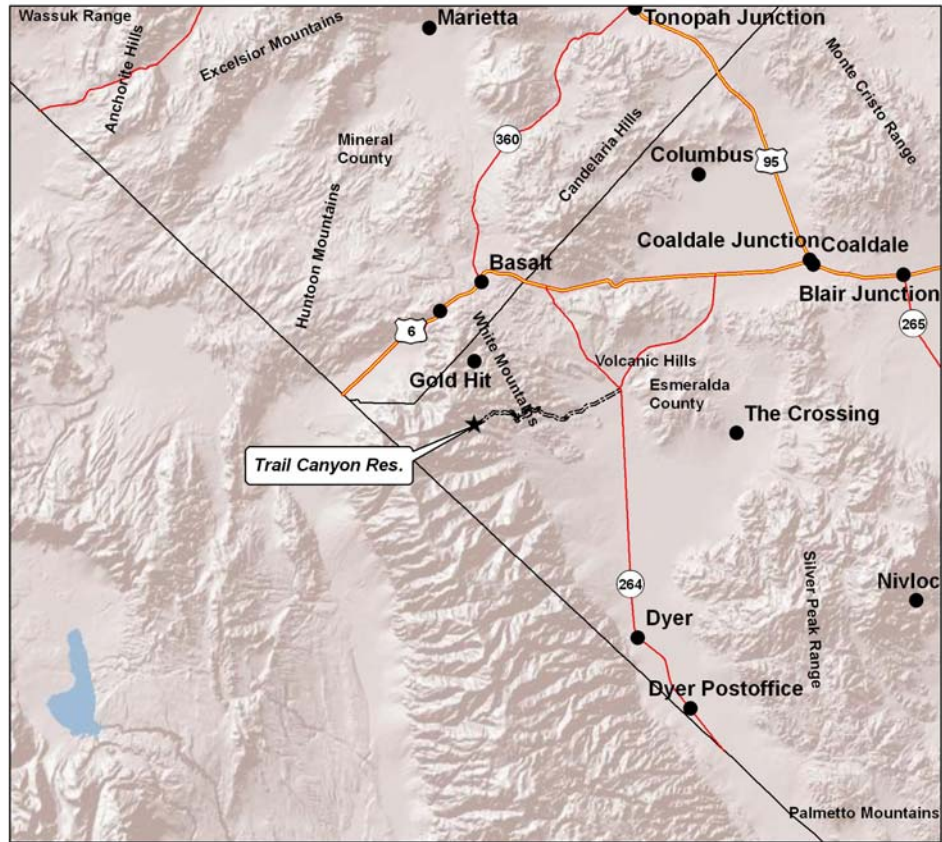 Wassuk Range
Marietta
Tonopah Junction
Excelsior Mountains
Anchorite Hills
Monte Cristo Range
360
Mineral
County
Candelaria Hills
Columbus
95
Huntoon Mountains
Coaldale Junction
Coaldale
Basalt
Blair Junction
6
White Mountains
265
Volcanic Hills
Gold Hit
Esmeralda
County
The Crossing
Trail Canyon Res.
Silver Peak Range
264
Nivloc
Dyer
Dyer Postoffice
Palmetto Mountains